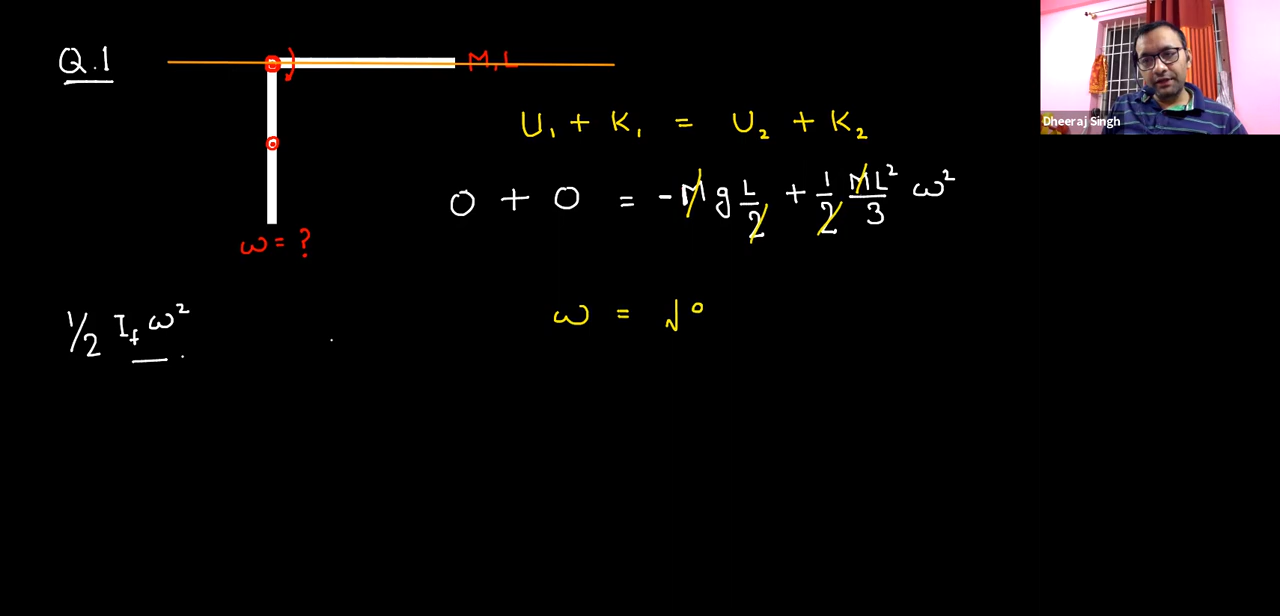 Q.1
M, L
U₁ + K₁ = U₂ + K₂
0 + 0 = -Mg L/2 + 1/2 ML²/3 ω²
ω = ?
1/2 I_f ω²
ω = √
Dheeraj Singh